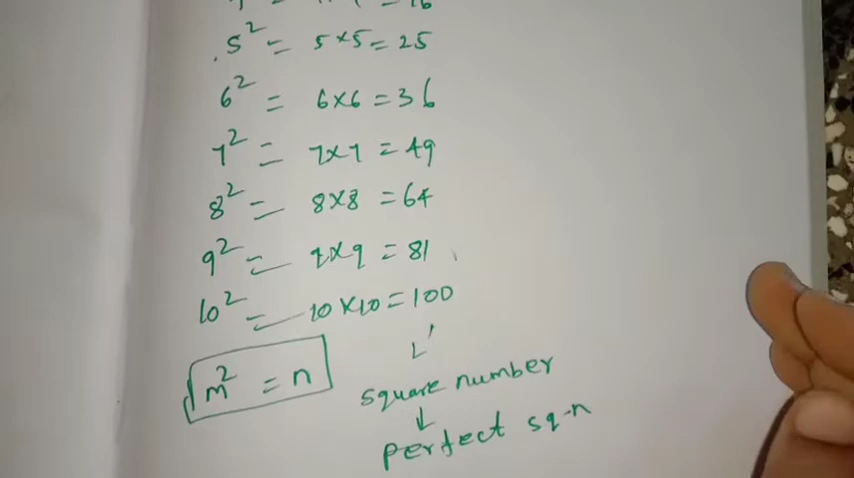 = 16
.5² = 5×5 = 25
6² = 6×6 = 36
7² = 7×7 = 49
8² = 8×8 = 64
9² = 9×9 = 81
10² = 10×10 = 100
m² = n
↓
square number
↓
perfect sq-n